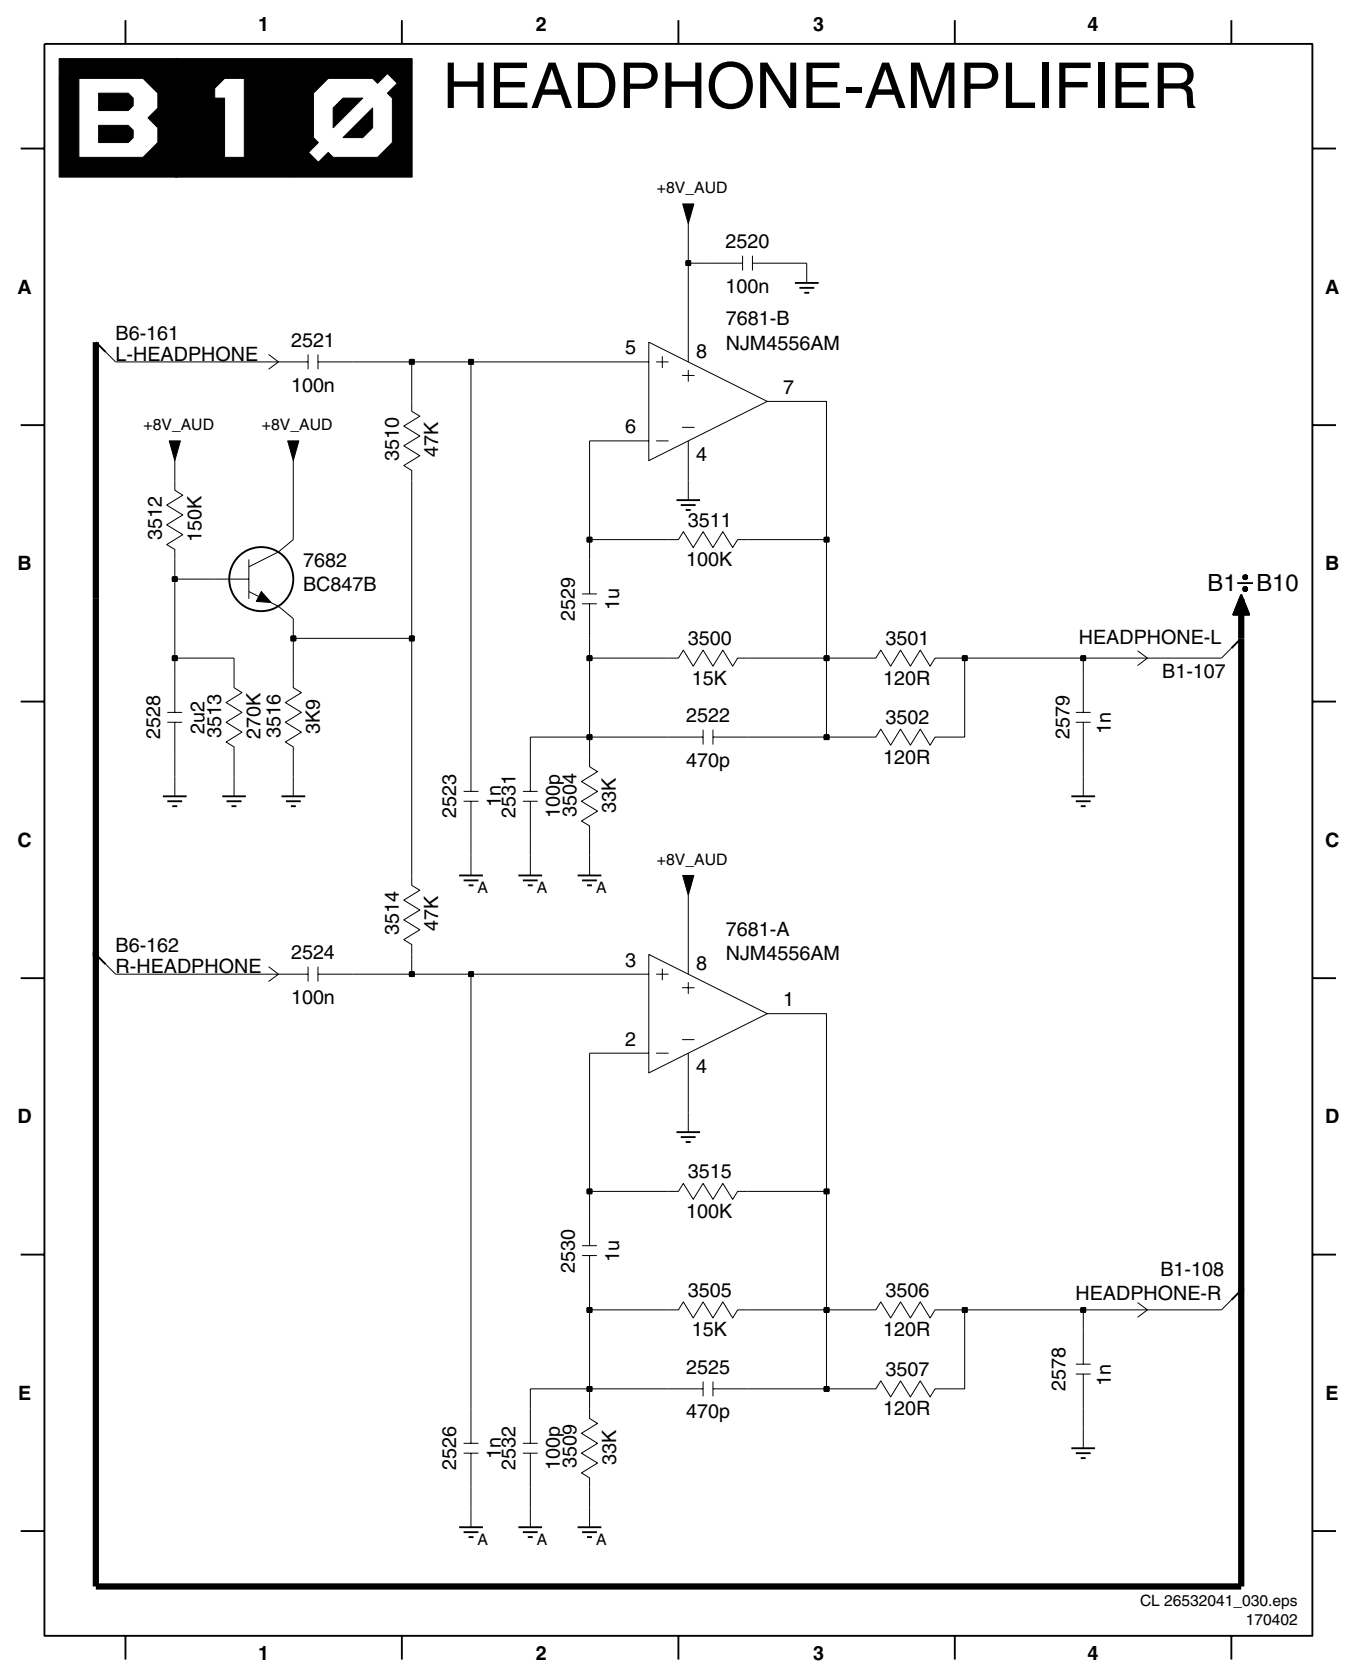 1 2 3 4
B 1 0
HEADPHONE-AMPLIFIER
+8V_AUD
2520
100n
A A
7681-B
NJM4556AM
B6-161
L-HEADPHONE
2521
100n
5 + 8 +
7
6 − − 4
+8V_AUD +8V_AUD
3510 47K
3512 150K
3511
100K
7682
BC847B
B B
2529 1u
B1÷B10
3500
15K
3501
120R
HEADPHONE-L
B1-107
2528 2u2
3513 270K
3516 3K9
2522
470p
3502
120R
2579 1n
2523 1n
2531 100p
3504 33K
C C
A A A
+8V_AUD
3514 47K
7681-A
NJM4556AM
B6-162
R-HEADPHONE
2524
100n
3 + 8 +
1
2 − − 4
D D
3515
100K
2530 1u
B1-108
HEADPHONE-R
3505
15K
3506
120R
2525
470p
3507
120R
2578 1n
E E
2526 1n
2532 100p
3509 33K
A A A
CL 26532041_030.eps
170402
1 2 3 4